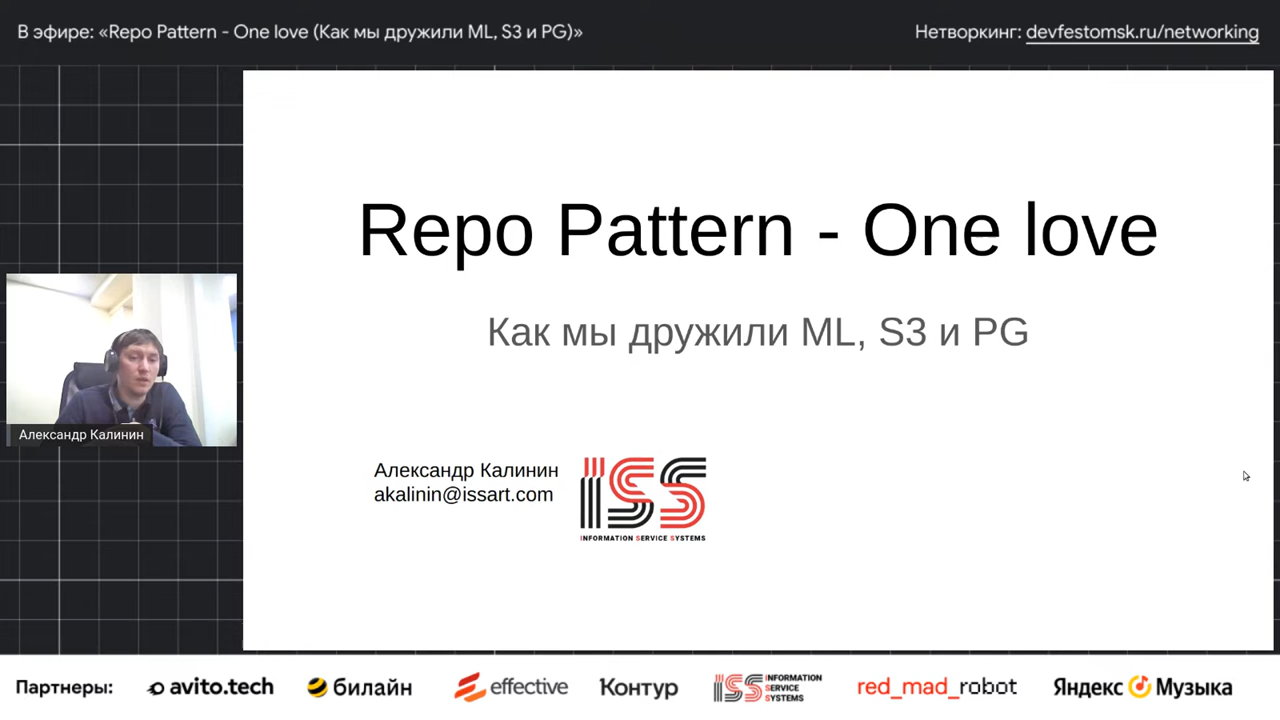 В эфире: «Repo Pattern - One love (Как мы дружили ML, S3 и PG)»
Нетворкинг: devfestomsk.ru/networking
Repo Pattern - One love
Как мы дружили ML, S3 и PG
Александр Калинин
Александр Калинин
akalinin@issart.com
ISS
INFORMATION SERVICE SYSTEMS
Партнеры:
avito.tech
билайн
effective
Контур
ISS
INFORMATION
SERVICE
SYSTEMS
red_mad_robot
Яндекс Музыка